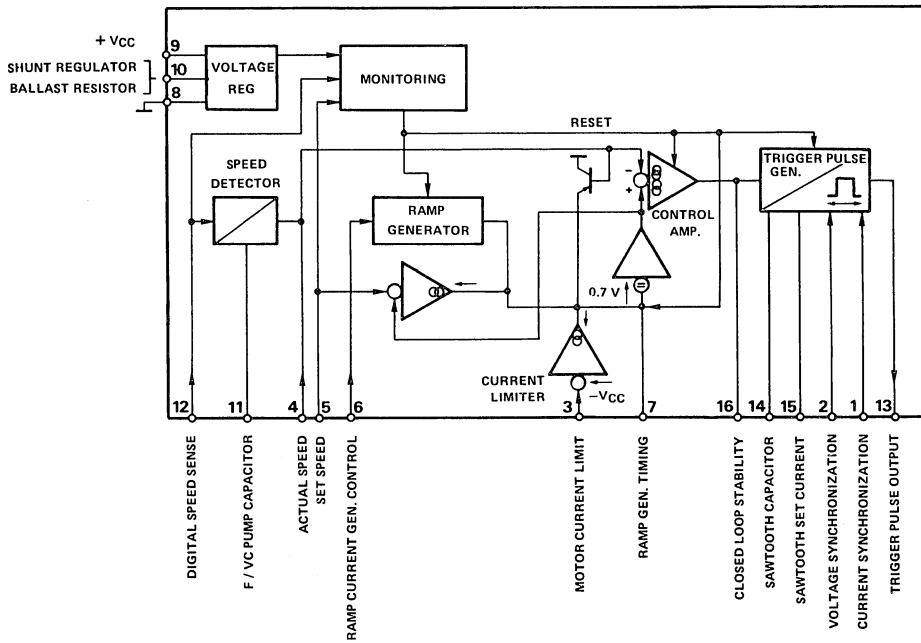 + VCC
9
SHUNT REGULATOR
10
BALLAST RESISTOR
8
VOLTAGE
REG
MONITORING
RESET
SPEED
DETECTOR
RAMP
GENERATOR
-
+
CONTROL
AMP.
TRIGGER PULSE
GEN.
0.7 V
=
CURRENT
LIMITER
–VCC
12
11
4
5
6
3
7
16
14
15
2
1
13
DIGITAL SPEED SENSE
F / VC PUMP CAPACITOR
ACTUAL SPEED
SET SPEED
RAMP CURRENT GEN. CONTROL
MOTOR CURRENT LIMIT
RAMP GEN. TIMING
CLOSED LOOP STABILITY
SAWTOOTH CAPACITOR
SAWTOOTH SET CURRENT
VOLTAGE SYNCHRONIZATION
CURRENT SYNCHRONIZATION
TRIGGER PULSE OUTPUT